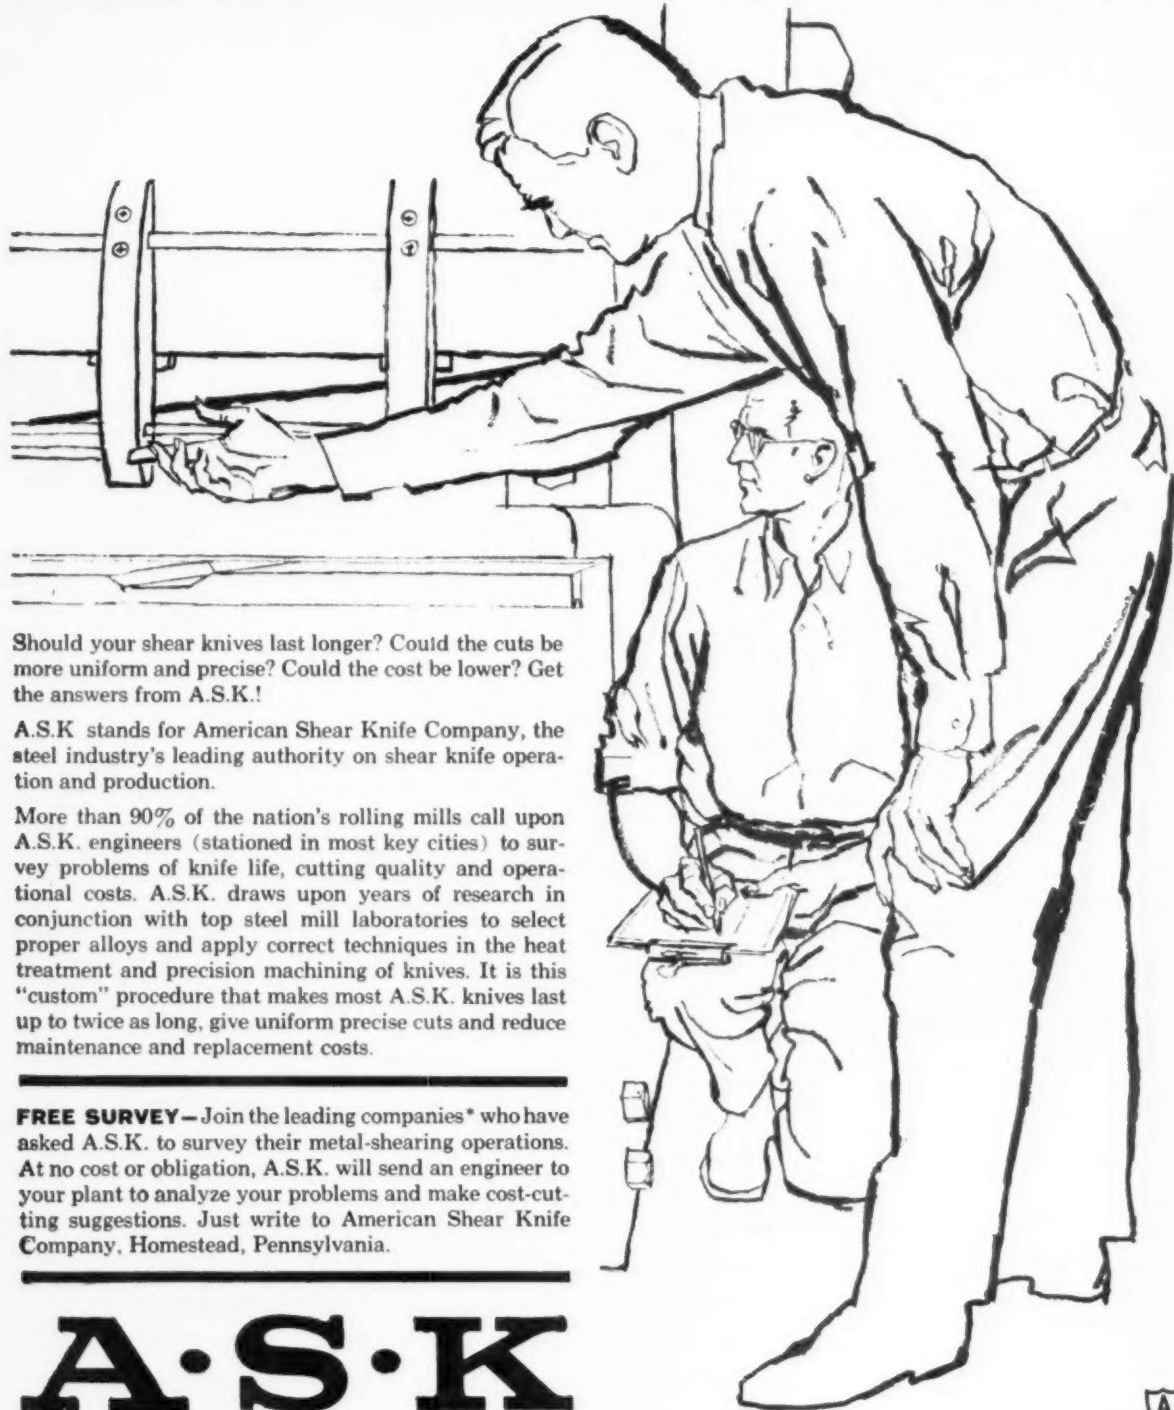 Should your shear knives last longer? Could the cuts be
more uniform and precise? Could the cost be lower? Get
the answers from A.S.K.!
A.S.K stands for American Shear Knife Company, the
steel industry's leading authority on shear knife opera-
tion and production.
More than 90% of the nation's rolling mills call upon
A.S.K. engineers (stationed in most key cities) to sur-
vey problems of knife life, cutting quality and opera-
tional costs. A.S.K. draws upon years of research in
conjunction with top steel mill laboratories to select
proper alloys and apply correct techniques in the heat
treatment and precision machining of knives. It is this
"custom" procedure that makes most A.S.K. knives last
up to twice as long, give uniform precise cuts and reduce
maintenance and replacement costs.
FREE SURVEY—Join the leading companies* who have
asked A.S.K. to survey their metal-shearing operations.
At no cost or obligation, A.S.K. will send an engineer to
your plant to analyze your problems and make cost-cut-
ting suggestions. Just write to American Shear Knife
Company, Homestead, Pennsylvania.
A·S·K